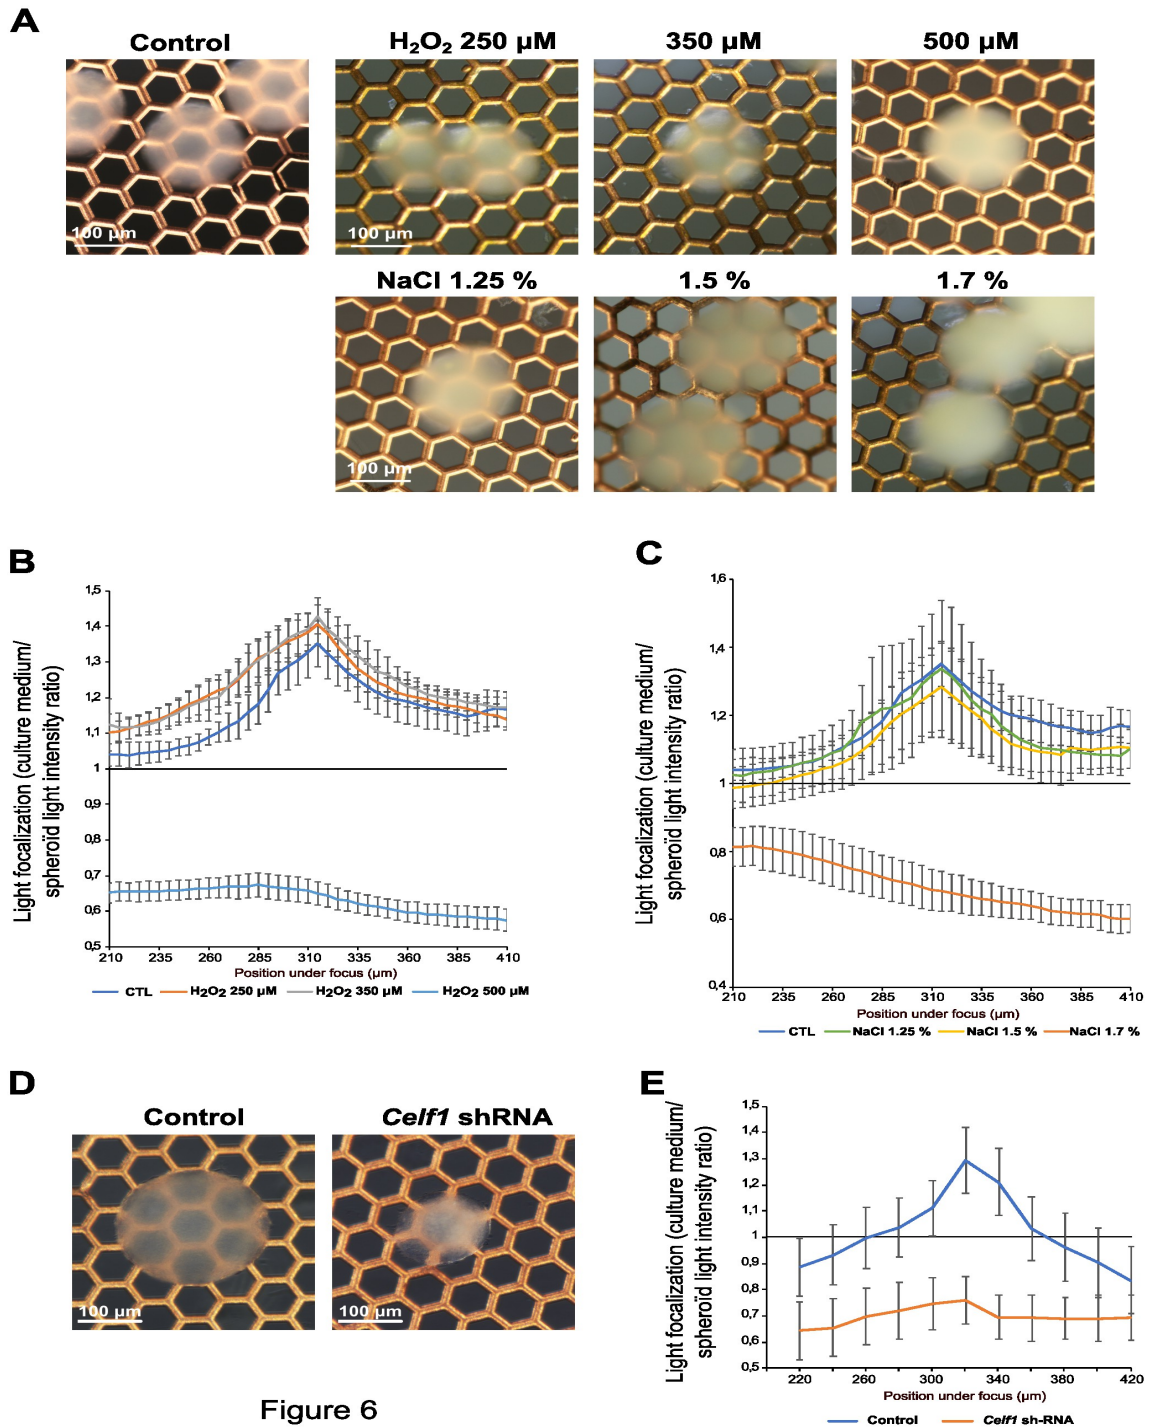 A
Control
H₂O₂ 250 µM
350 µM
500 µM
100 µm
100 µm
NaCl 1.25 %
1.5 %
1.7 %
100 µm
B
Light focalization (culture medium/
spheroïd light intensity ratio)
1,5
1,4
1,3
1,2
1,1
1
0,9
0,8
0,7
0,6
0,5
210 235 260 285 310 335 360 385 410
Position under focus (µm)
CTL H₂O₂ 250 µM H₂O₂ 350 µM H₂O₂ 500 µM
C
Light focalization (culture medium/
spheroïd light intensity ratio)
1,6
1,4
1,2
1
0,8
0,6
0,4
210 235 260 285 310 335 360 385 410
Position under focus (µm)
CTL NaCl 1.25 % NaCl 1.5 % NaCl 1.7 %
D
Control
Celf1 shRNA
100 µm
100 µm
E
Light focalization (culture medium/
spheroïd light intensity ratio)
1,5
1,4
1,3
1,2
1,1
1
0,9
0,8
0,7
0,6
0,5
220 260 300 340 380 420
Position under focus (µm)
Control Celf1 sh-RNA
Figure 6